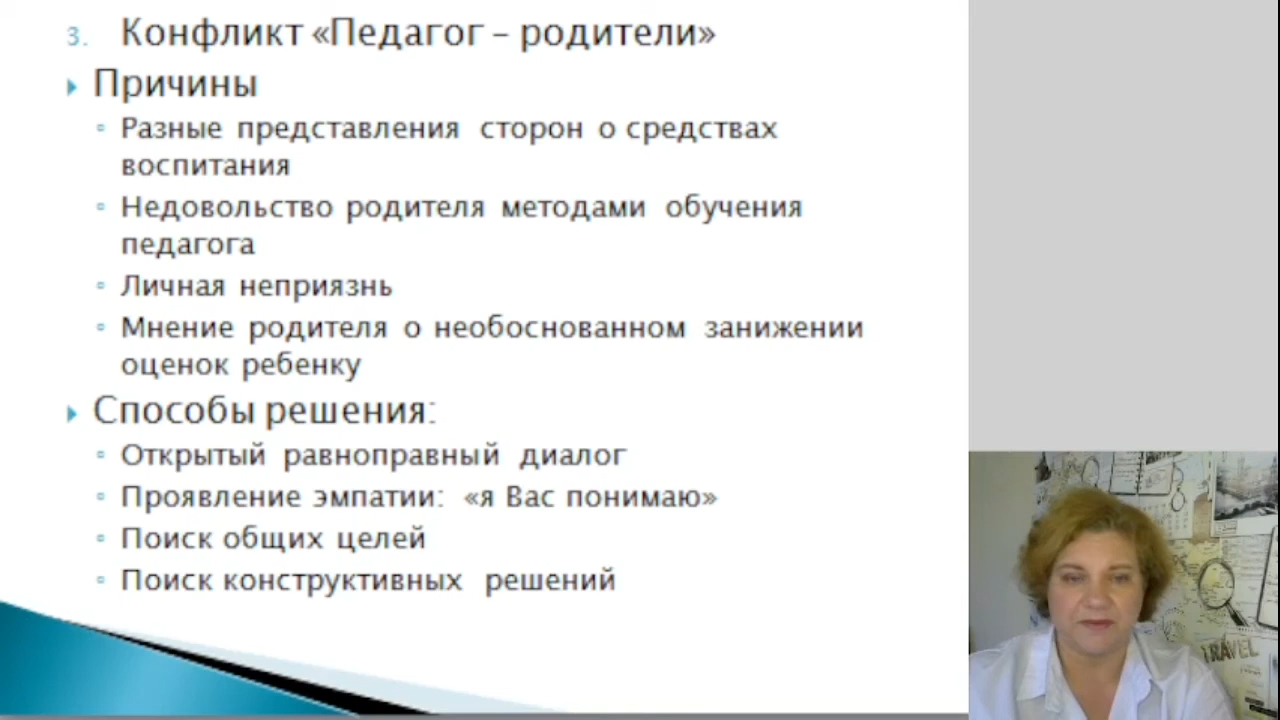 3. Конфликт «Педагог – родители»
Причины
Разные представления сторон о средствах
воспитания
Недовольство родителя методами обучения
педагога
Личная неприязнь
Мнение родителя о необоснованном занижении
оценок ребенку
Способы решения:
Открытый равноправный диалог
Проявление эмпатии: «я Вас понимаю»
Поиск общих целей
Поиск конструктивных решений
TRAVEL